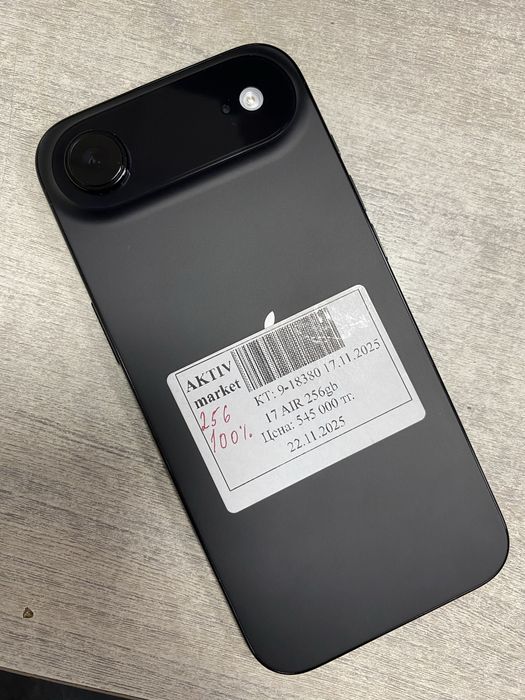 AKTIV
market
256
100%
КТ: 9-18380 17.11.2025
17 AIR 256gb
Цена: 545 000 тг.
22.11.2025